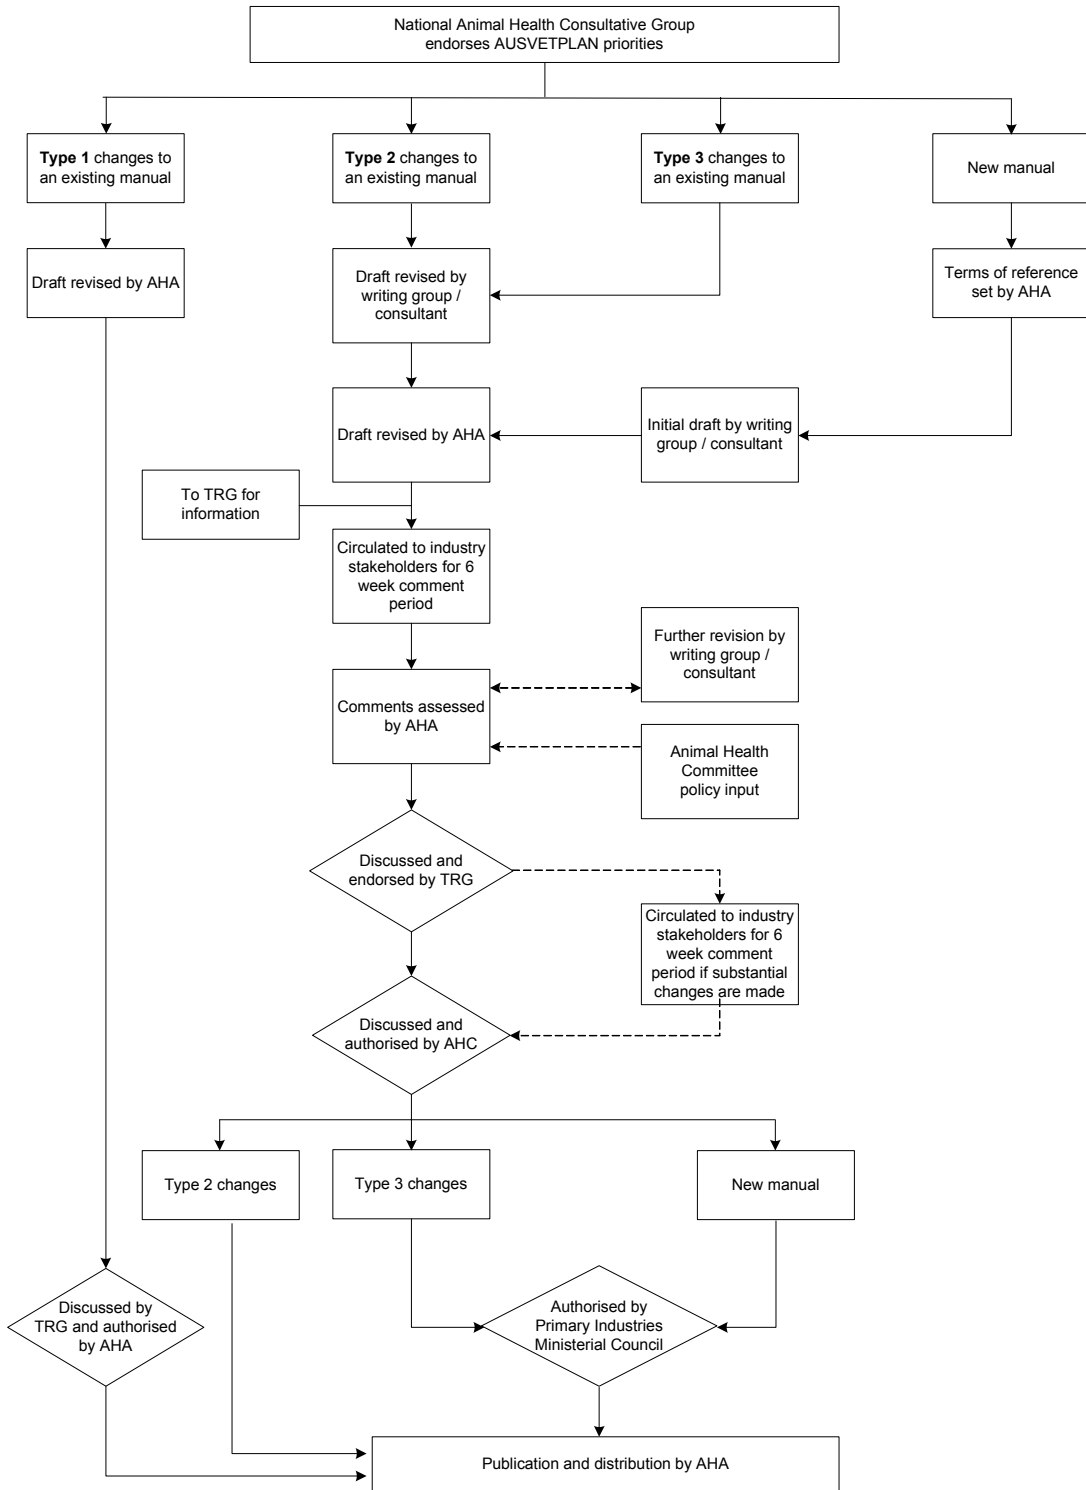 National Animal Health Consultative Group
endorses AUSVETPLAN priorities
Type 1 changes to
an existing manual
Type 2 changes to
an existing manual
Type 3 changes to
an existing manual
New manual
Draft revised by AHA
Draft revised by
writing group /
consultant
Terms of reference
set by AHA
Draft revised by AHA
Initial draft by writing
group / consultant
To TRG for
information
Circulated to industry
stakeholders for 6
week comment
period
Further revision by
writing group /
consultant
Comments assessed
by AHA
Animal Health
Committee
policy input
Discussed and
endorsed by TRG
Circulated to industry
stakeholders for 6
week comment
period if substantial
changes are made
Discussed and
authorised by AHC
Type 2 changes
Type 3 changes
New manual
Discussed by
TRG and authorised
by AHA
Authorised by
Primary Industries
Ministerial Council
Publication and distribution by AHA